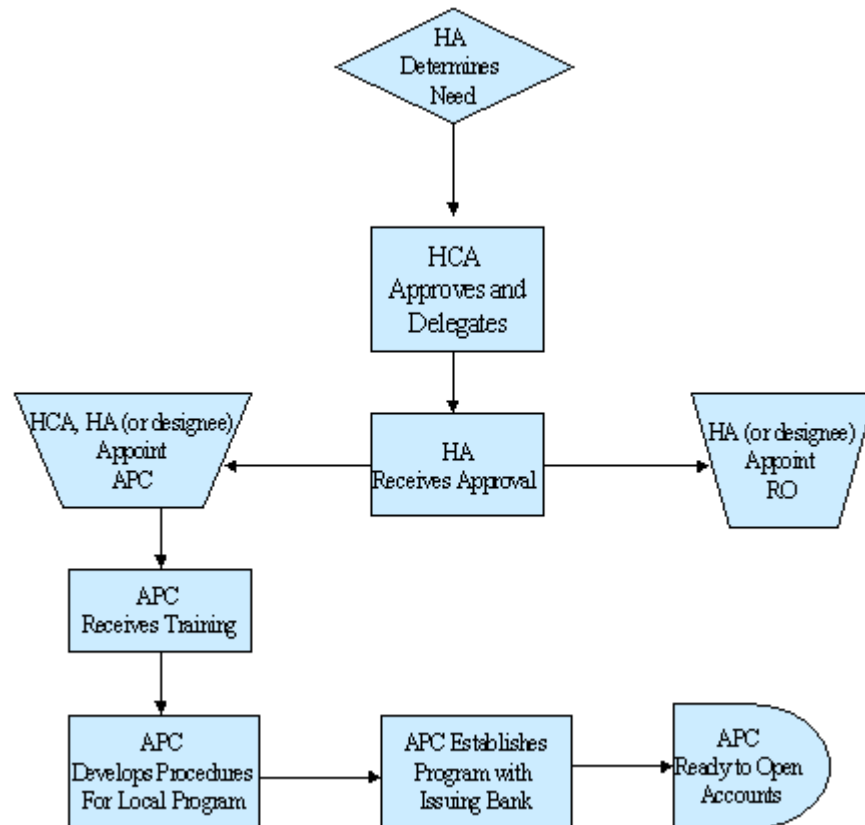 HA
Determines
Need
HCA
Approves and
Delegates
HCA, HA (or designee)
Appoint
APC
HA
Receives Approval
HA (or designee)
Appoint
RO
APC
Receives Training
APC
Develops Procedures
For Local Program
APC Establishes
Program with
Issuing Bank
APC
Ready to Open
Accounts